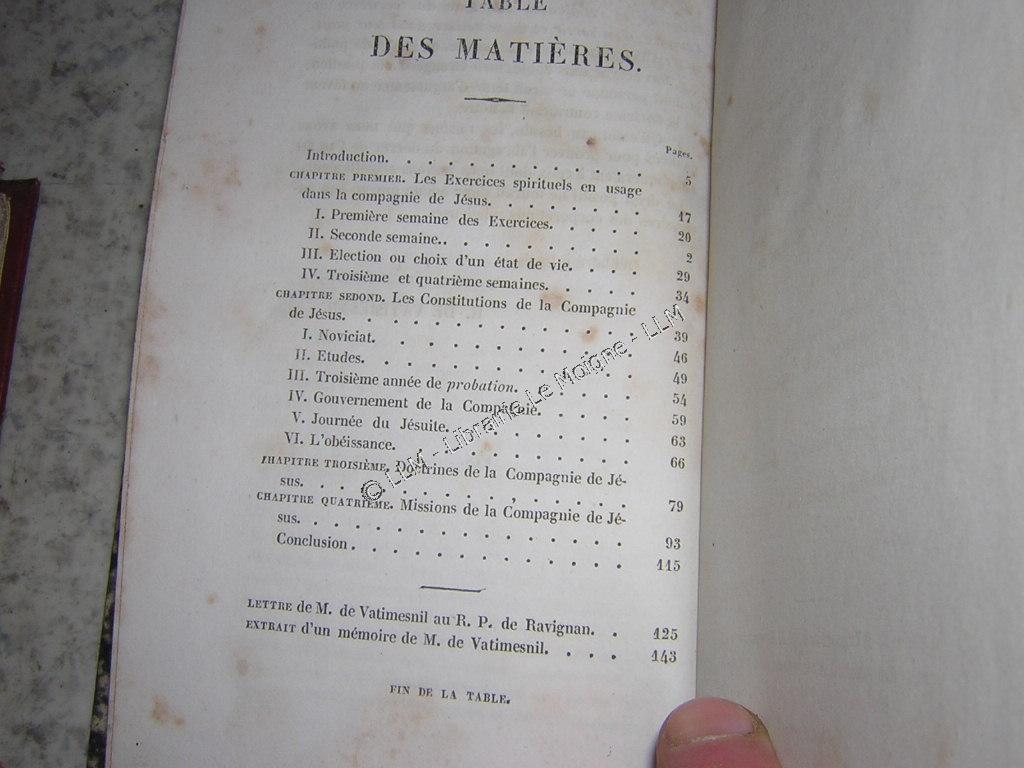 TABLE
DES MATIÈRES.
Pages.
Introduction. . . . . . . . . . . . . 5
CHAPITRE PREMIER. Les Exercices spirituels en usage
dans la compagnie de Jésus. . . . . . . . 17
I. Première semaine des Exercices. . . . . 20
II. Seconde semaine.. . . . . . . . . . 2
III. Election ou choix d'un état de vie. . . . 29
IV. Troisième et quatrième semaines. . . . . 34
CHAPITRE SEDOND. Les Constitutions de la Compagnie
de Jésus. . . . . . . . . . . . . . 39
I. Noviciat. . . . . . . . . . . . . 46
II. Etudes. . . . . . . . . . . . . 49
III. Troisième année de probation. . . . . . 54
IV. Gouvernement de la Compagnie. . . . . 59
V. Journée du Jésuite. . . . . . . . . . 63
VI. L'obéissance. . . . . . . . . . . . 66
HAPITRE TROISIÈME. Doctrines de la Compagnie de Jé-
sus. . . . . . . . . . . . . . . . 79
CHAPITRE QUATRIÈME. Missions de la Compagnie de Jé-
sus. . . . . . . . . . . . . . . . 93
Conclusion . . . . . . . . . . . . . 115
LETTRE de M. de Vatimesnil au R. P. de Ravignan. . 125
EXTRAIT d'un mémoire de M. de Vatimesnil. . . . 143
FIN DE LA TABLE.
© LLM - Librairie Le Moigne - LLM